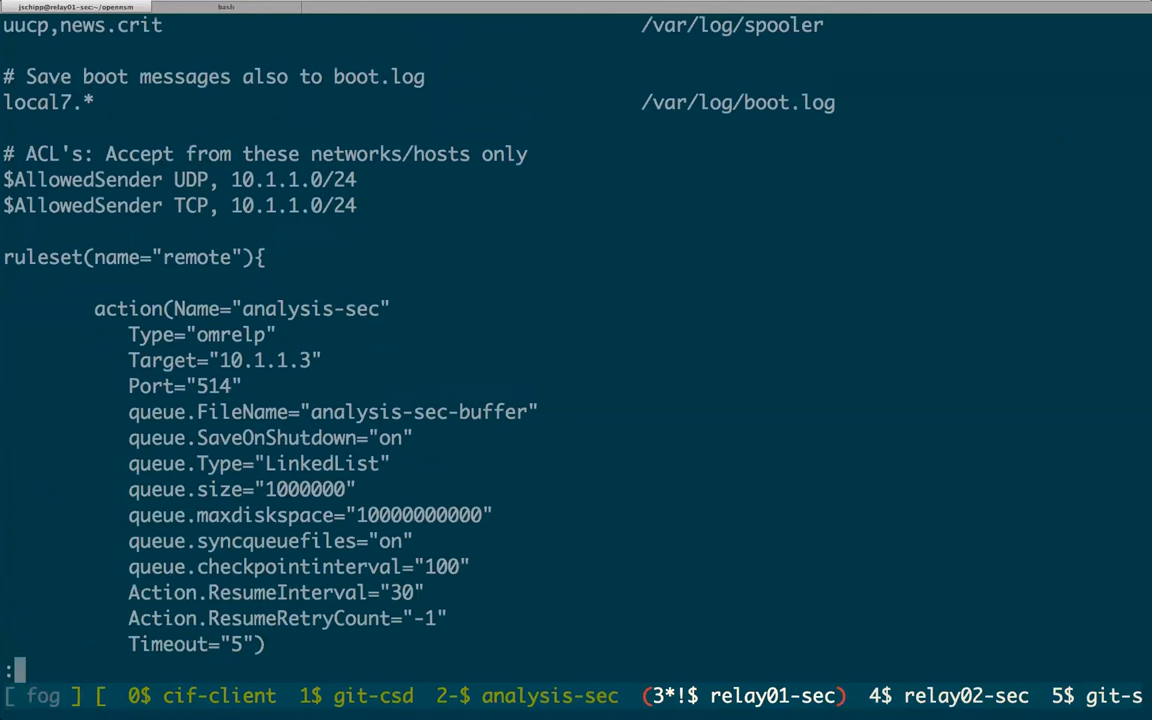 jschipp@relay01-sec:~/opennsm bash
uucp,news.crit /var/log/spooler
# Save boot messages also to boot.log
local7.* /var/log/boot.log
# ACL's: Accept from these networks/hosts only
$AllowedSender UDP, 10.1.1.0/24
$AllowedSender TCP, 10.1.1.0/24
ruleset(name="remote"){
action(Name="analysis-sec"
Type="omrelp"
Target="10.1.1.3"
Port="514"
queue.FileName="analysis-sec-buffer"
queue.SaveOnShutdown="on"
queue.Type="LinkedList"
queue.size="1000000"
queue.maxdiskspace="10000000000"
queue.syncqueuefiles="on"
queue.checkpointinterval="100"
Action.ResumeInterval="30"
Action.ResumeRetryCount="-1"
Timeout="5")
:
[ fog ] [ 0$ cif-client 1$ git-csd 2-$ analysis-sec (3*!$ relay01-sec) 4$ relay02-sec 5$ git-s